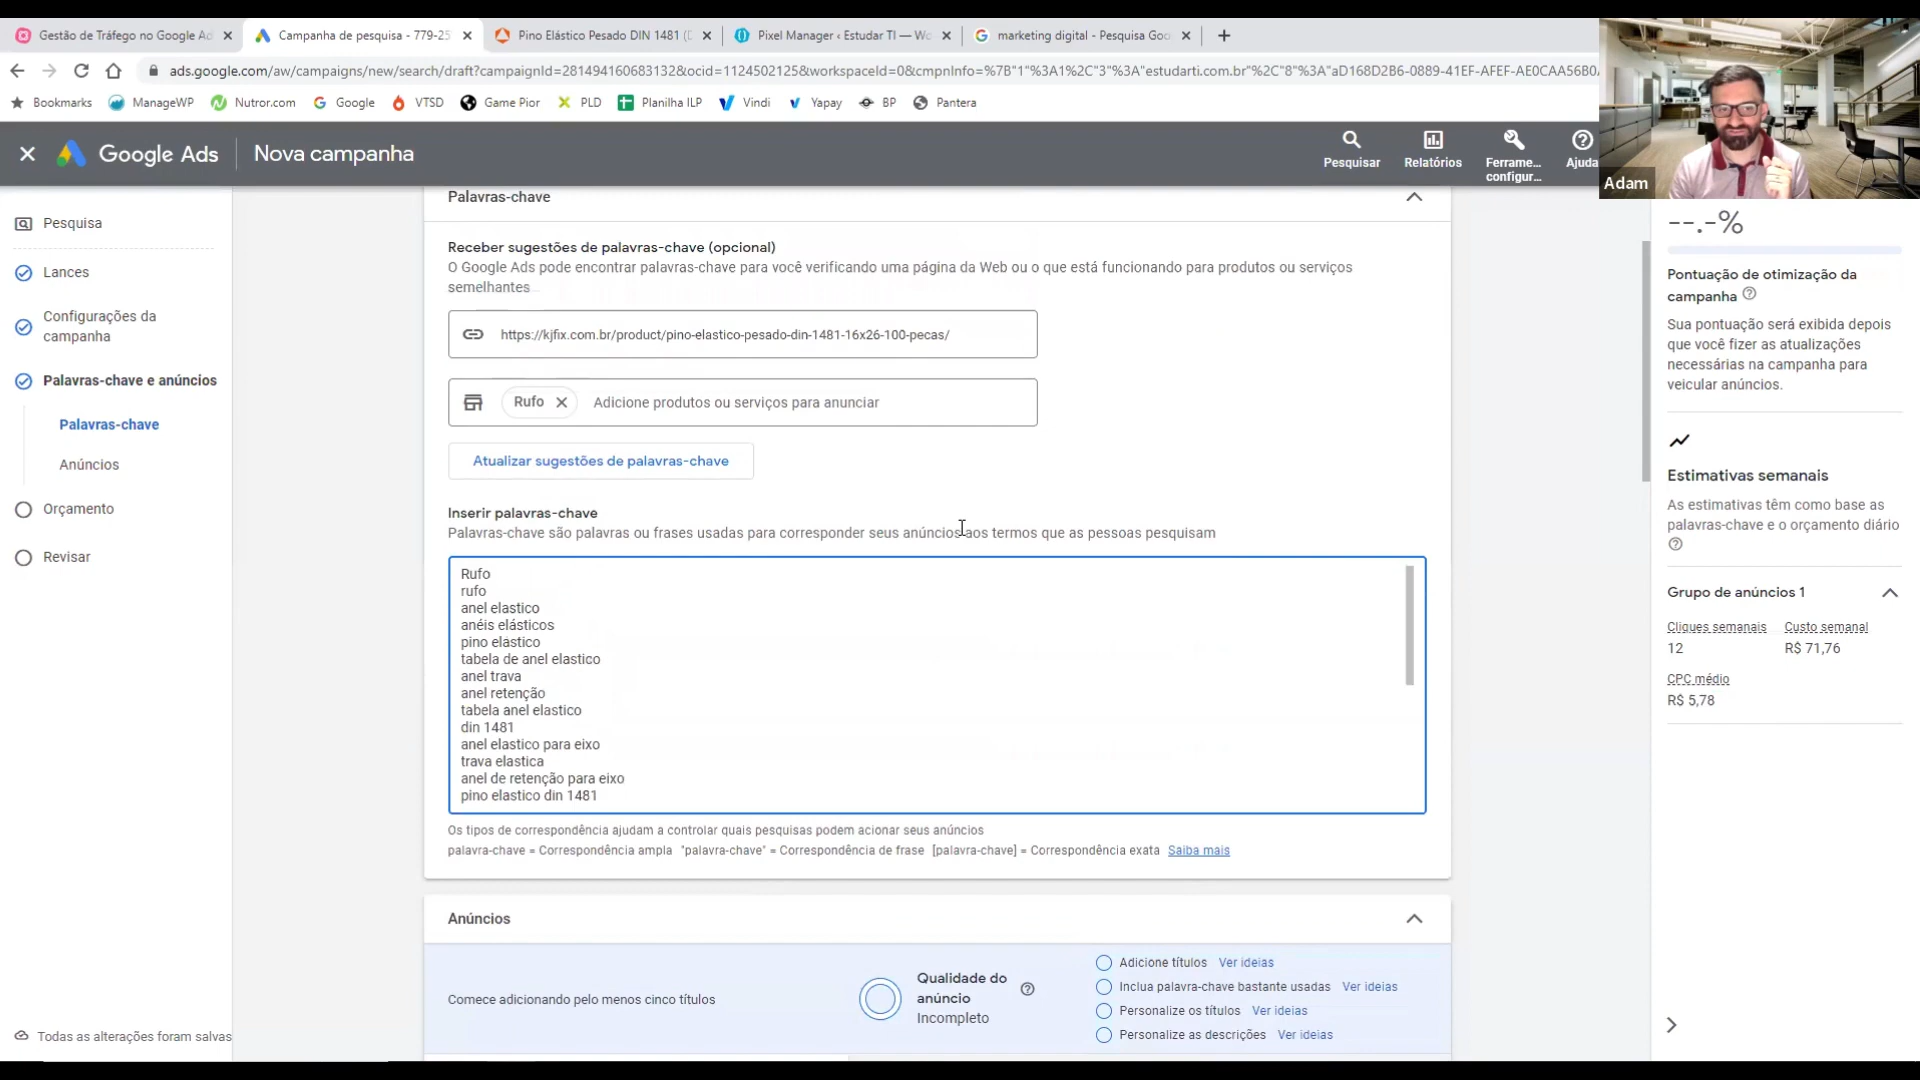 Gestão de Tráfego no Google Ad
Campanha de pesquisa - 779-25
Pino Elástico Pesado DIN 1481 (
Pixel Manager ‹ Estudar TI — Wo
marketing digital - Pesquisa Goo
ads.google.com/aw/campaigns/new/search/draft?campaignId=281494160683132&ocid=1124502125&workspaceId=0&cmpnInfo=%7B"1"%3A1%2C"3"%3A"estudarti.com.br"%2C"8"%3A"aD168D2B6-0889-41EF-AFEF-AE0CAA56B0
Bookmarks
ManageWP
Nutror.com
Google
VTSD
Game Pior
PLD
Planilha ILP
Vindi
Yapay
BP
Pantera
Google Ads
Nova campanha
Pesquisar
Relatórios
Ferrame...
configur...
Ajuda
Adam
Pesquisa
Lances
Configurações da
campanha
Palavras-chave e anúncios
Palavras-chave
Anúncios
Orçamento
Revisar
Todas as alterações foram salvas
Palavras-chave
Receber sugestões de palavras-chave (opcional)
O Google Ads pode encontrar palavras-chave para você verificando uma página da Web ou o que está funcionando para produtos ou serviços
semelhantes
https://kjfix.com.br/product/pino-elastico-pesado-din-1481-16x26-100-pecas/
Rufo
Adicione produtos ou serviços para anunciar
Atualizar sugestões de palavras-chave
Inserir palavras-chave
Palavras-chave são palavras ou frases usadas para corresponder seus anúncios aos termos que as pessoas pesquisam
Rufo
rufo
anel elastico
anéis elásticos
pino elástico
tabela de anel elastico
anel trava
anel retenção
tabela anel elastico
din 1481
anel elastico para eixo
trava elastica
anel de retenção para eixo
pino elastico din 1481
Os tipos de correspondência ajudam a controlar quais pesquisas podem acionar seus anúncios
palavra-chave = Correspondência ampla "palavra-chave" = Correspondência de frase [palavra-chave] = Correspondência exata Saiba mais
Anúncios
Comece adicionando pelo menos cinco títulos
Qualidade do
anúncio
Incompleto
Adicione títulos Ver ideias
Inclua palavra-chave bastante usadas Ver ideias
Personalize os títulos Ver ideias
Personalize as descrições Ver ideias
--.-%
Pontuação de otimização da
campanha
Sua pontuação será exibida depois
que você fizer as atualizações
necessárias na campanha para
veicular anúncios.
Estimativas semanais
As estimativas têm como base as
palavras-chave e o orçamento diário
Grupo de anúncios 1
Cliques semanais
12
Custo semanal
R$ 71,76
CPC médio
R$ 5,78